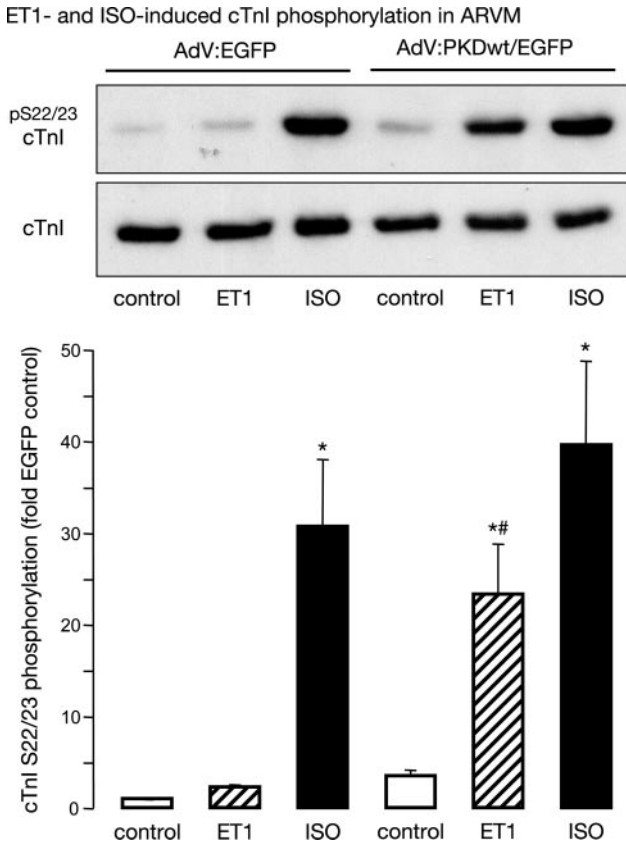 ET1- and ISO-induced cTnI phosphorylation in ARVM
AdV:EGFP AdV:PKDwt/EGFP
pS22/23
cTnI
cTnI
control ET1 ISO control ET1 ISO
cTnI S22/23 phosphorylation (fold EGFP control)
50
40
30
20
10
0
*
*#
*
control ET1 ISO control ET1 ISO